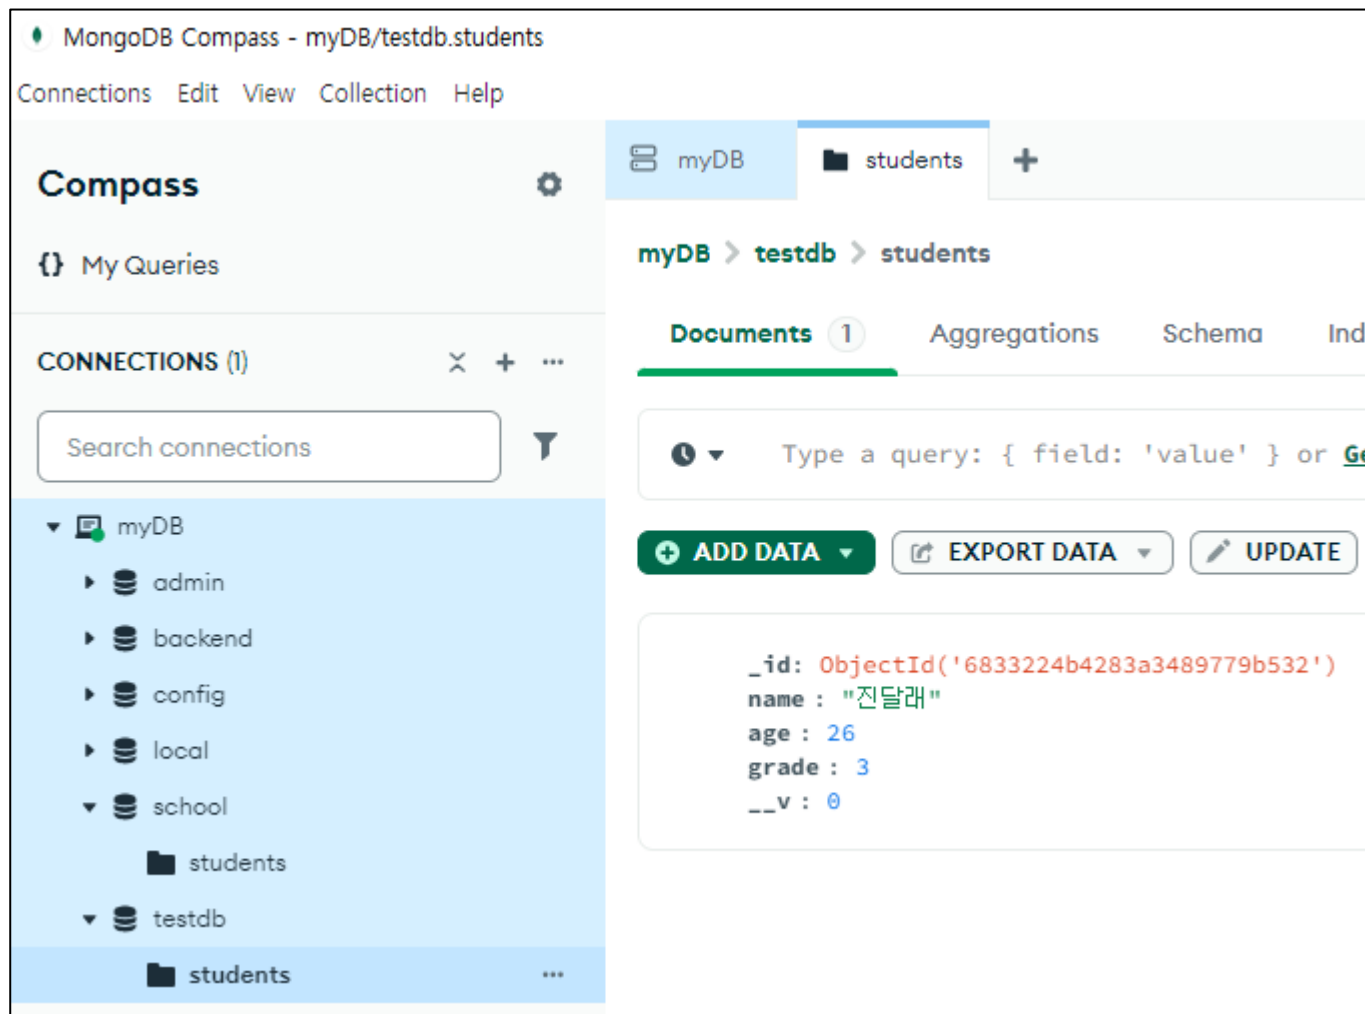 MongoDB Compass - myDB/testdb.students
Connections Edit View Collection Help
Compass
{} My Queries
CONNECTIONS (1)
Search connections
myDB
admin
backend
config
local
school
students
testdb
students
myDB students
myDB > testdb > students
Documents 1 Aggregations Schema Ind
Type a query: { field: 'value' } or Ge
ADD DATA EXPORT DATA UPDATE
_id: ObjectId('6833224b4283a3489779b532')
name : "진달래"
age : 26
grade : 3
__v : 0